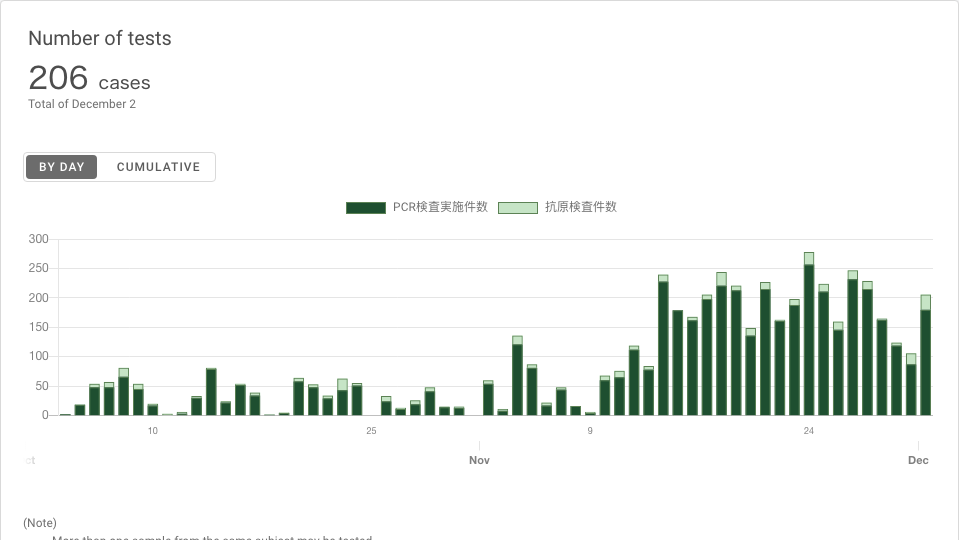 Number of tests
206 cases
Total of December 2
BY DAY CUMULATIVE
PCR検査実施件数 抗原検査件数
300
250
200
150
100
50
0
10 25 9 24
ct Nov Dec
(Note)
More than one sample from the same subject may be tested